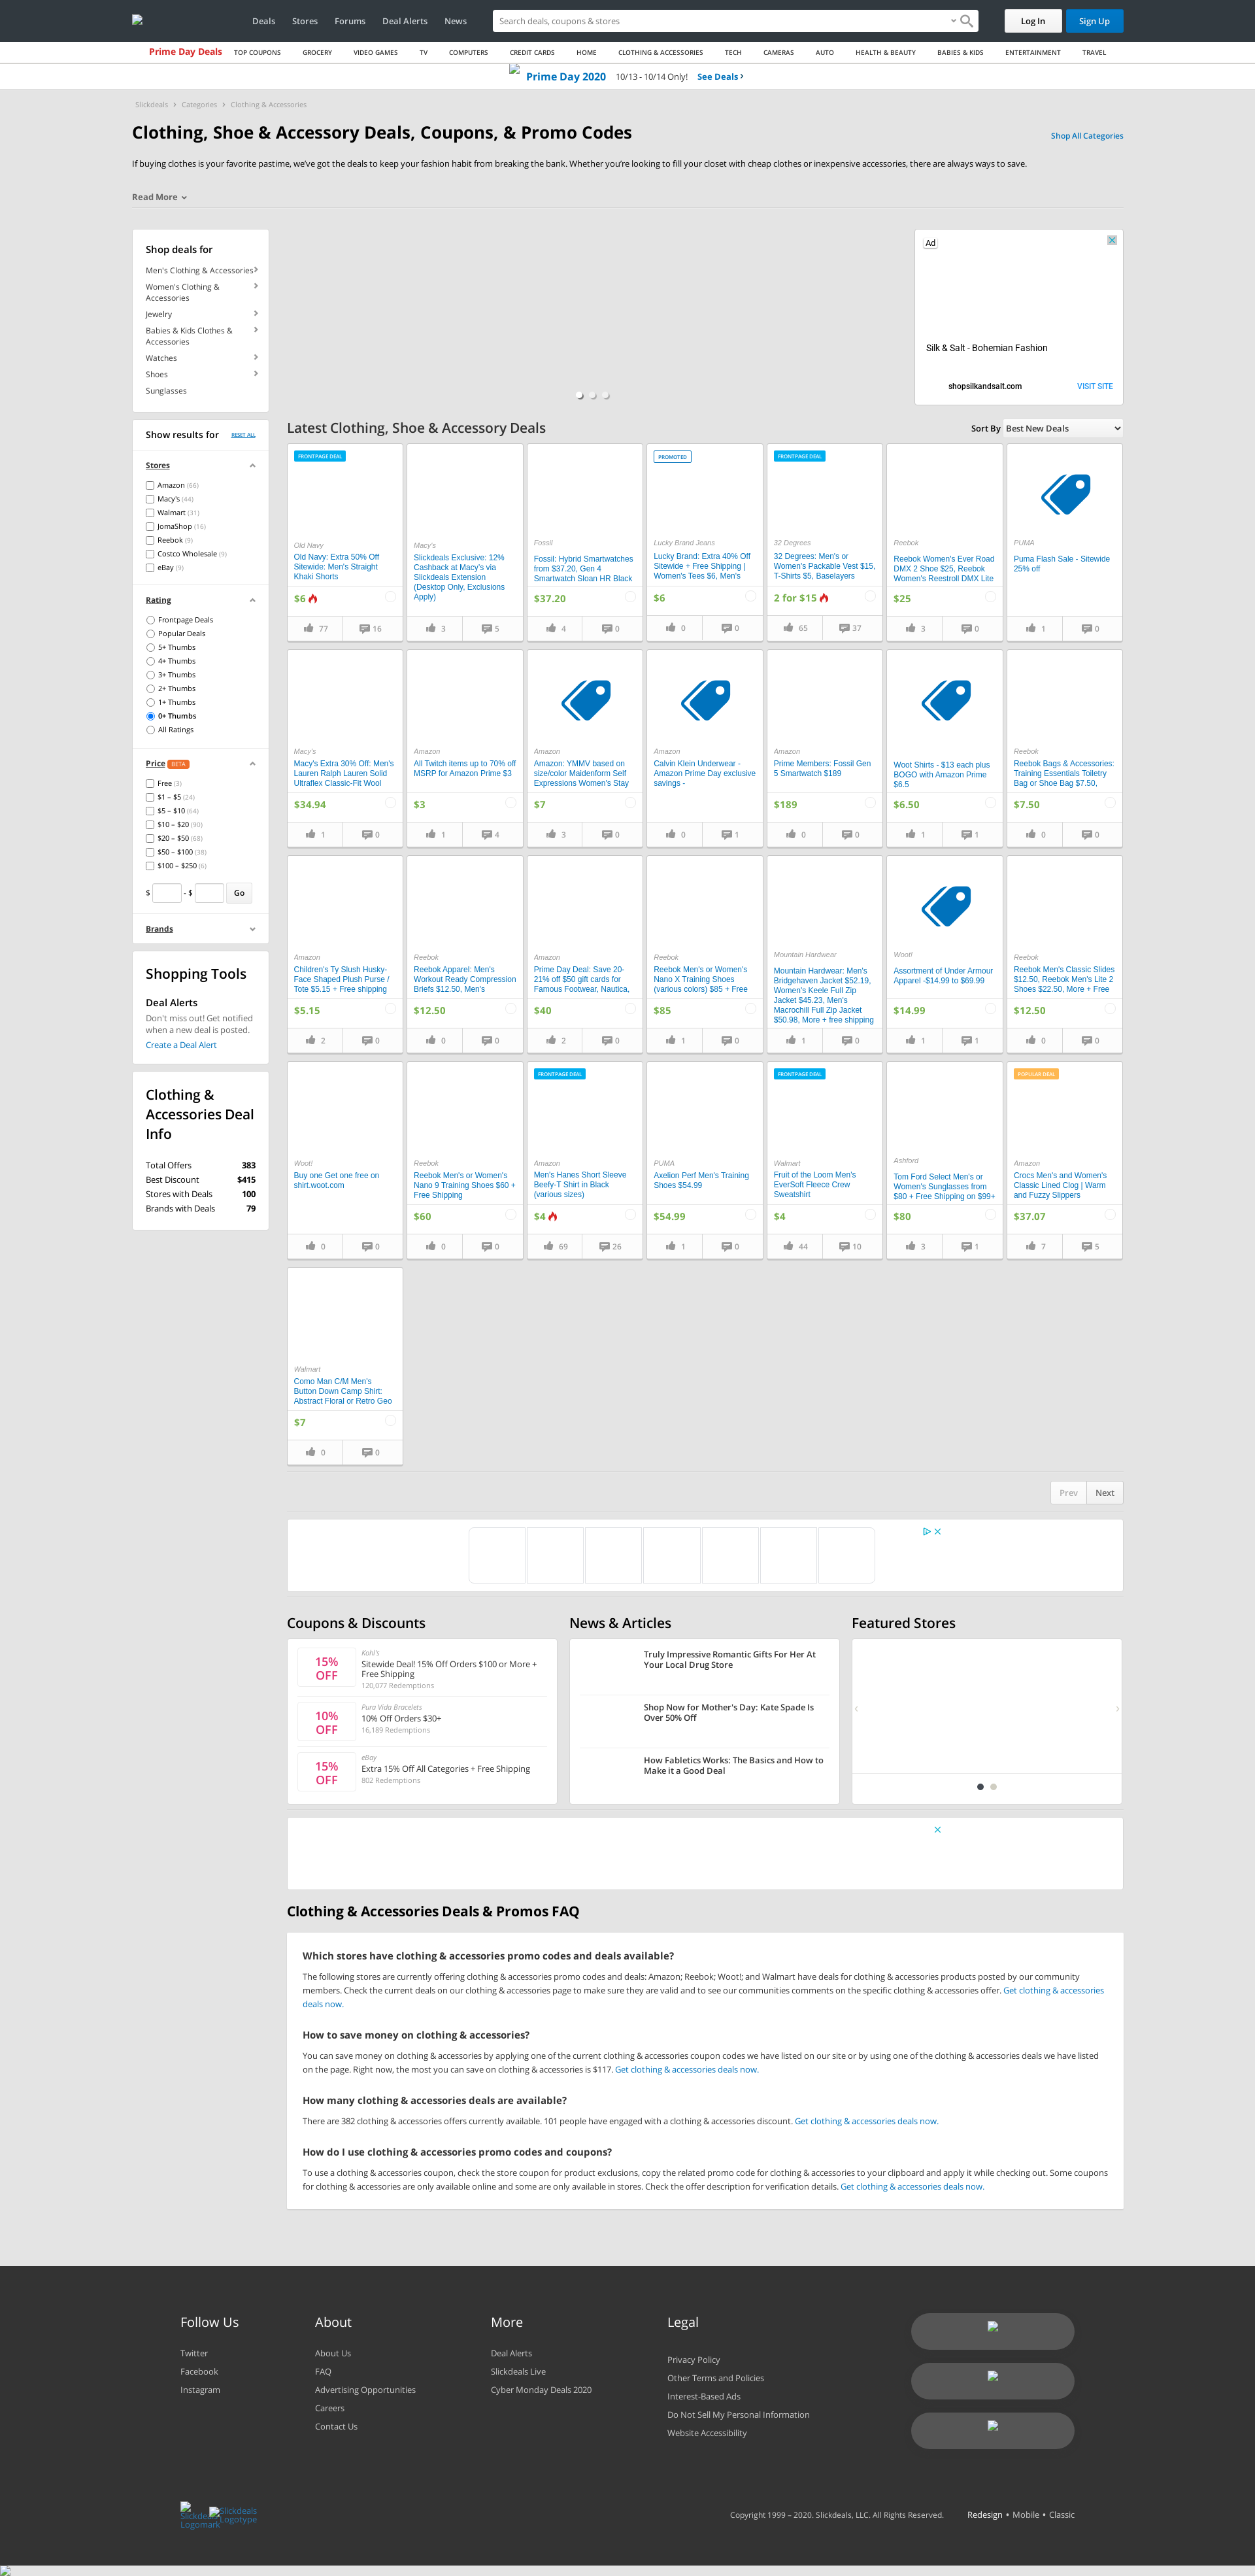 Deals Stores Forums Deal Alerts News
Search deals, coupons & stores
Log In Sign Up
Prime Day Deals TOP COUPONS GROCERY VIDEO GAMES TV COMPUTERS CREDIT CARDS HOME CLOTHING & ACCESSORIES TECH CAMERAS AUTO HEALTH & BEAUTY BABIES & KIDS ENTERTAINMENT TRAVEL
Prime Day 2020 10/13 - 10/14 Only! See Deals
Slickdeals Categories Clothing & Accessories
Clothing, Shoe & Accessory Deals, Coupons, & Promo Codes
Shop All Categories
If buying clothes is your favorite pastime, we've got the deals to keep your fashion habit from breaking the bank. Whether you're looking to fill your closet with cheap clothes or inexpensive accessories, there are always ways to save.
Read More
Shop deals for
Men's Clothing & Accessories
Women's Clothing &
Accessories
Jewelry
Babies & Kids Clothes &
Accessories
Watches
Shoes
Sunglasses
Ad
Silk & Salt - Bohemian Fashion
shopsilkandsalt.com VISIT SITE
Show results for RESET ALL
Stores
Amazon (66)
Macy's (44)
Walmart (31)
JomaShop (16)
Reebok (9)
Costco Wholesale (9)
eBay (9)
Rating
Frontpage Deals
Popular Deals
5+ Thumbs
4+ Thumbs
3+ Thumbs
2+ Thumbs
1+ Thumbs
0+ Thumbs
All Ratings
Price BETA
Free (3)
$1 – $5 (24)
$5 – $10 (64)
$10 – $20 (90)
$20 – $50 (68)
$50 – $100 (38)
$100 – $250 (6)
$ - $ Go
Brands
Shopping Tools
Deal Alerts
Don't miss out! Get notified
when a new deal is posted.
Create a Deal Alert
Clothing &
Accessories Deal
Info
Total Offers 383
Best Discount $415
Stores with Deals 100
Brands with Deals 79
Latest Clothing, Shoe & Accessory Deals
Sort By Best New Deals
FRONTPAGE DEAL
Old Navy
Old Navy: Extra 50% Off
Sitewide: Men's Straight
Khaki Shorts
$6
77 16
Macy's
Slickdeals Exclusive: 12%
Cashback at Macy's via
Slickdeals Extension
(Desktop Only, Exclusions
Apply)
3 5
Fossil
Fossil: Hybrid Smartwatches
from $37.20, Gen 4
Smartwatch Sloan HR Black
$37.20
4 0
PROMOTED
Lucky Brand Jeans
Lucky Brand: Extra 40% Off
Sitewide + Free Shipping |
Women's Tees $6, Men's
$6
0 0
FRONTPAGE DEAL
32 Degrees
32 Degrees: Men's or
Women's Packable Vest $15,
T-Shirts $5, Baselayers
2 for $15
65 37
Reebok
Reebok Women's Ever Road
DMX 2 Shoe $25, Reebok
Women's Reestroll DMX Lite
$25
3 0
PUMA
Puma Flash Sale - Sitewide
25% off
1 0
Macy's
Macy's Extra 30% Off: Men's
Lauren Ralph Lauren Solid
Ultraflex Classic-Fit Wool
$34.94
1 0
Amazon
All Twitch items up to 70% off
MSRP for Amazon Prime $3
$3
1 4
Amazon
Amazon: YMMV based on
size/color Maidenform Self
Expressions Women's Stay
$7
3 0
Amazon
Calvin Klein Underwear -
Amazon Prime Day exclusive
savings -
0 1
Amazon
Prime Members: Fossil Gen
5 Smartwatch $189
$189
0 0
Woot Shirts - $13 each plus
BOGO with Amazon Prime
$6.5
$6.50
1 1
Reebok
Reebok Bags & Accessories:
Training Essentials Toiletry
Bag or Shoe Bag $7.50,
$7.50
0 0
Amazon
Children's Ty Slush Husky-
Face Shaped Plush Purse /
Tote $5.15 + Free shipping
$5.15
2 0
Reebok
Reebok Apparel: Men's
Workout Ready Compression
Briefs $12.50, Men's
$12.50
0 0
Amazon
Prime Day Deal: Save 20-
21% off $50 gift cards for
Famous Footwear, Nautica,
$40
2 0
Reebok
Reebok Men's or Women's
Nano X Training Shoes
(various colors) $85 + Free
$85
1 0
Mountain Hardwear
Mountain Hardwear: Men's
Bridgehaven Jacket $52.19,
Women's Keele Full Zip
Jacket $45.23, Men's
Macrochill Full Zip Jacket
$50.98, More + free shipping
1 0
Woot!
Assortment of Under Armour
Apparel -$14.99 to $69.99
$14.99
1 1
Reebok
Reebok Men's Classic Slides
$12.50, Reebok Men's Lite 2
Shoes $22.50, More + Free
$12.50
0 0
Woot!
Buy one Get one free on
shirt.woot.com
0 0
Reebok
Reebok Men's or Women's
Nano 9 Training Shoes $60 +
Free Shipping
$60
0 0
FRONTPAGE DEAL
Amazon
Men's Hanes Short Sleeve
Beefy-T Shirt in Black
(various sizes)
$4
69 26
PUMA
Axelion Perf Men's Training
Shoes $54.99
$54.99
1 0
FRONTPAGE DEAL
Walmart
Fruit of the Loom Men's
EverSoft Fleece Crew
Sweatshirt
$4
44 10
Ashford
Tom Ford Select Men's or
Women's Sunglasses from
$80 + Free Shipping on $99+
$80
3 1
POPULAR DEAL
Amazon
Crocs Men's and Women's
Classic Lined Clog | Warm
and Fuzzy Slippers
$37.07
7 5
Walmart
Como Man C/M Men's
Button Down Camp Shirt:
Abstract Floral or Retro Geo
$7
0 0
Prev Next
Coupons & Discounts
15%
OFF
Kohl's
Sitewide Deal! 15% Off Orders $100 or More +
Free Shipping
120,077 Redemptions
10%
OFF
Pura Vida Bracelets
10% Off Orders $30+
16,189 Redemptions
15%
OFF
eBay
Extra 15% Off All Categories + Free Shipping
802 Redemptions
News & Articles
Truly Impressive Romantic Gifts For Her At
Your Local Drug Store
Shop Now for Mother's Day: Kate Spade Is
Over 50% Off
How Fabletics Works: The Basics and How to
Make it a Good Deal
Featured Stores
Clothing & Accessories Deals & Promos FAQ
Which stores have clothing & accessories promo codes and deals available?
The following stores are currently offering clothing & accessories promo codes and deals: Amazon; Reebok; Woot!; and Walmart have deals for clothing & accessories products posted by our community
members. Check the current deals on our clothing & accessories page to make sure they are valid and to see our communities comments on the specific clothing & accessories offer. Get clothing & accessories
deals now.
How to save money on clothing & accessories?
You can save money on clothing & accessories by applying one of the current clothing & accessories coupon codes we have listed on our site or by using one of the clothing & accessories deals we have listed
on the page. Right now, the most you can save on clothing & accessories is $117. Get clothing & accessories deals now.
How many clothing & accessories deals are available?
There are 382 clothing & accessories offers currently available. 101 people have engaged with a clothing & accessories discount. Get clothing & accessories deals now.
How do I use clothing & accessories promo codes and coupons?
To use a clothing & accessories coupon, check the store coupon for product exclusions, copy the related promo code for clothing & accessories to your clipboard and apply it while checking out. Some coupons
for clothing & accessories are only available online and some are only available in stores. Check the offer description for verification details. Get clothing & accessories deals now.
Follow Us
Twitter
Facebook
Instagram
About
About Us
FAQ
Advertising Opportunities
Careers
Contact Us
More
Deal Alerts
Slickdeals Live
Cyber Monday Deals 2020
Legal
Privacy Policy
Other Terms and Policies
Interest-Based Ads
Do Not Sell My Personal Information
Website Accessibility
Slickdeals
Logomark
Slickdeals
Logotype
Copyright 1999 – 2020. Slickdeals, LLC. All Rights Reserved. Redesign • Mobile • Classic